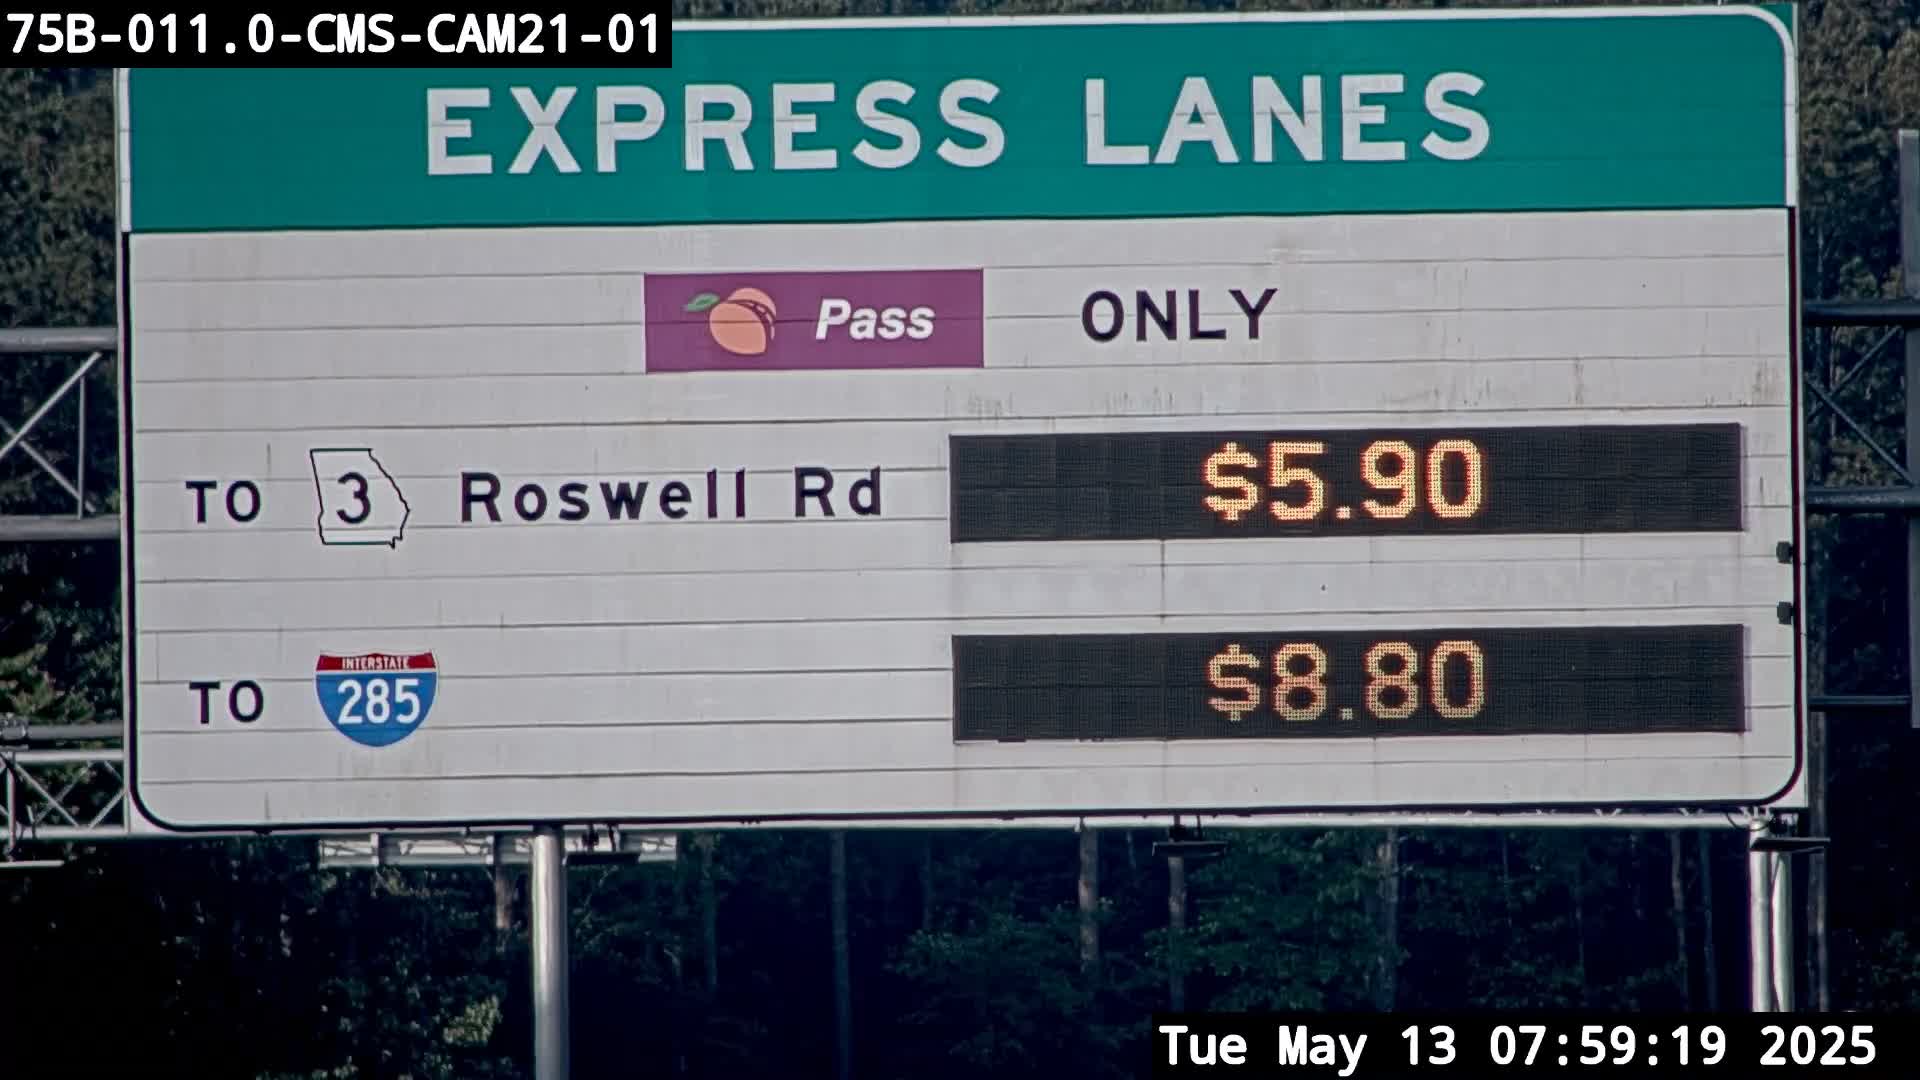 75B-011.0-CMS-CAM21-01
EXPRESS LANES
Pass ONLY
TO 3 Roswell Rd $5.90
INTERSTATE
TO 285 $8.80
Tue May 13 07:59:19 2025